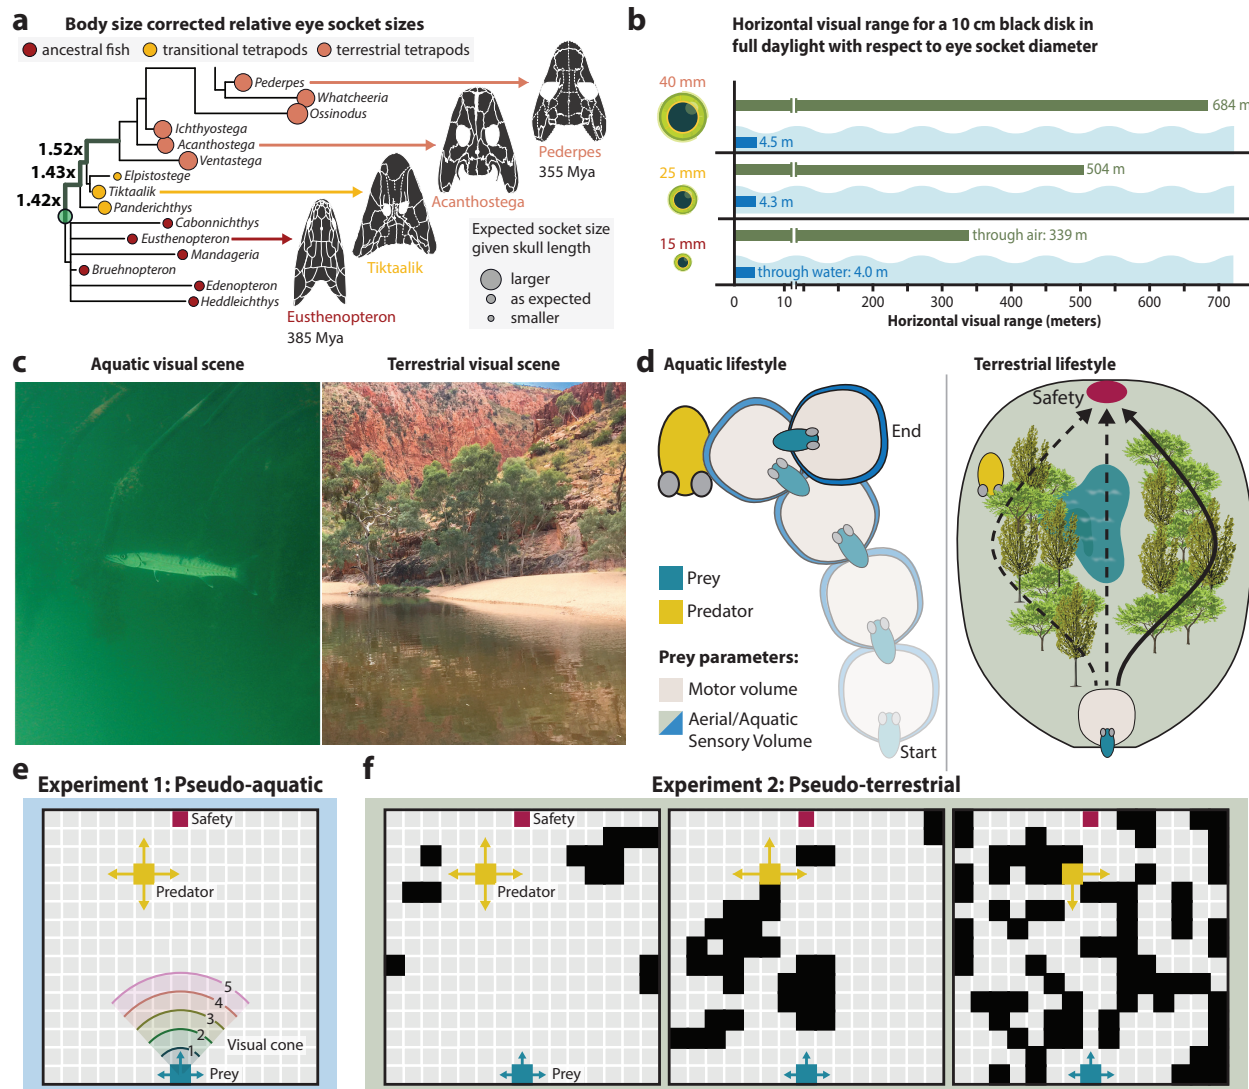 a
Body size corrected relative eye socket sizes
ancestral fish
transitional tetrapods
terrestrial tetrapods
Pederpes
Whatcheeria
Ossinodus
Ichthyostega
Acanthostega
Ventastega
Elpistostege
Tiktaalik
Panderichthys
Cabonnichthys
Eusthenopteron
Mandageria
Bruehnopteron
Edenopteron
Heddleichthys
1.52x
1.43x
1.42x
Pederpes
355 Mya
Acanthostega
Tiktaalik
Eusthenopteron
385 Mya
Expected socket size
given skull length
larger
as expected
smaller
b
Horizontal visual range for a 10 cm black disk in
full daylight with respect to eye socket diameter
40 mm
684 m
4.5 m
25 mm
504 m
4.3 m
15 mm
through air: 339 m
through water: 4.0 m
0 10 200 300 400 500 600 700
Horizontal visual range (meters)
c
Aquatic visual scene
Terrestrial visual scene
d
Aquatic lifestyle
Terrestrial lifestyle
End
Start
Safety
Prey
Predator
Prey parameters:
Motor volume
Aerial/Aquatic
Sensory Volume
e
Experiment 1: Pseudo-aquatic
Safety
Predator
5
4
3
2
1
Visual cone
Prey
f
Experiment 2: Pseudo-terrestrial
Safety
Predator
Prey